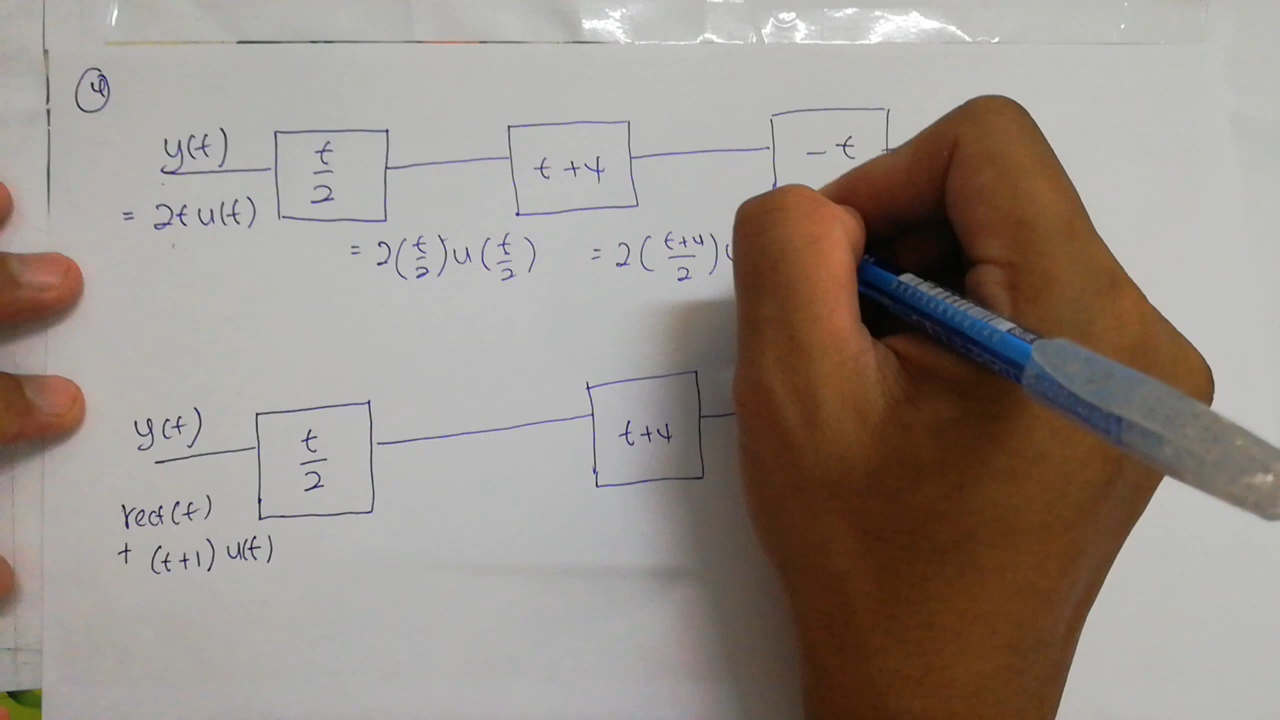 4
y(t) t/2 t+4 -t
= 2t u(t)
= 2(t/2) u(t/2) = 2(t+4/2)
y(t) t/2 t+4
rect(t)
+ (t+1) u(t)